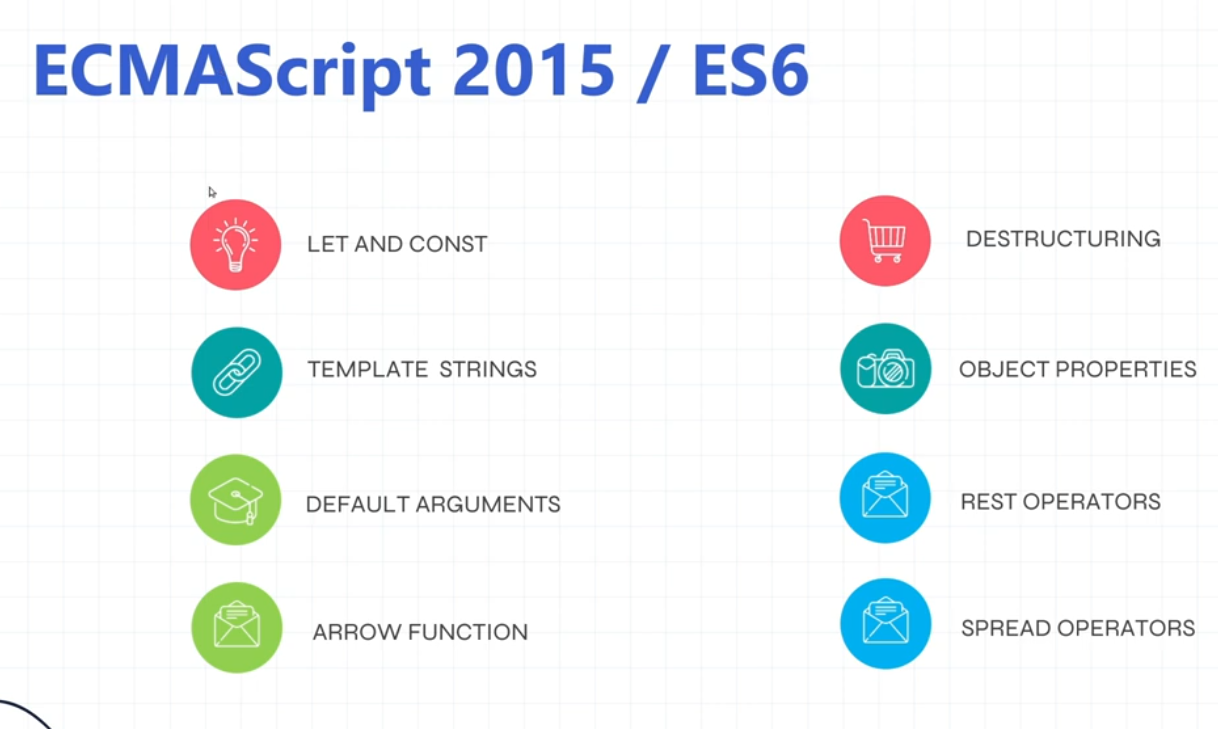 ECMAScript 2015 / ES6
LET AND CONST
TEMPLATE STRINGS
DEFAULT ARGUMENTS
ARROW FUNCTION
DESTRUCTURING
OBJECT PROPERTIES
REST OPERATORS
SPREAD OPERATORS